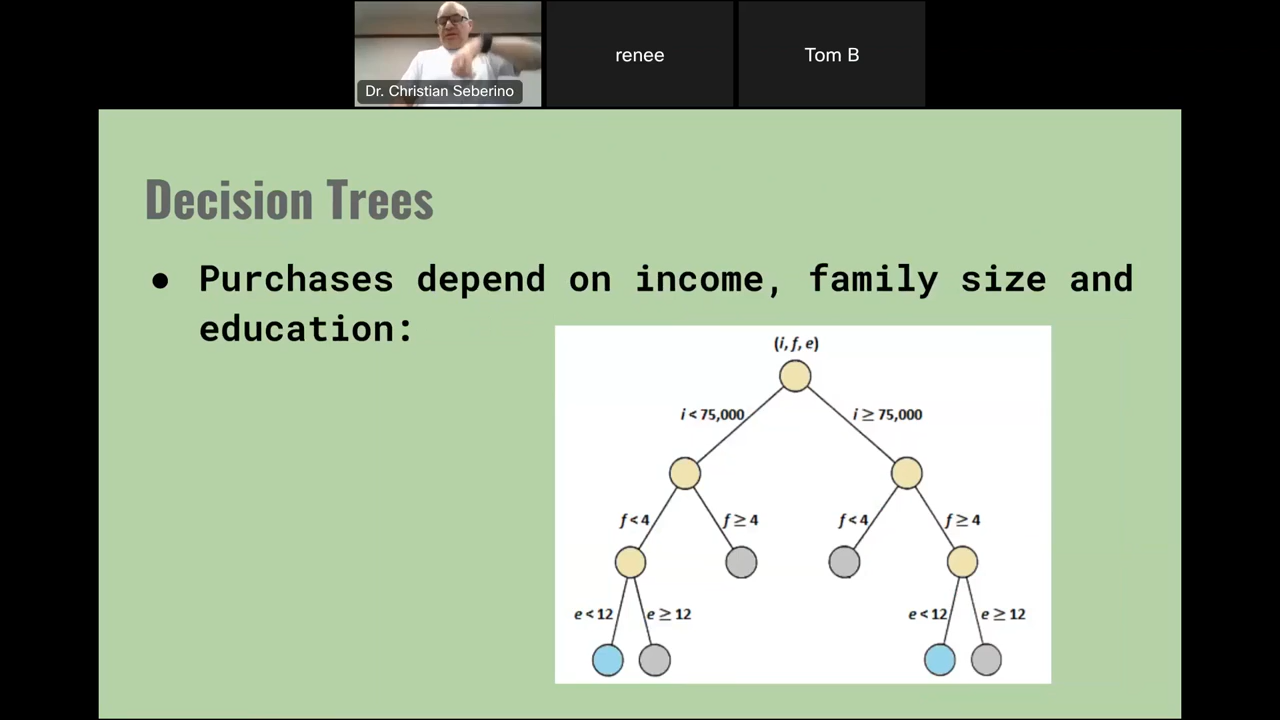 Dr. Christian Seberino
renee
Tom B
Decision Trees
● Purchases depend on income, family size and
education:
(i, f, e)
i < 75,000
i ≥ 75,000
f < 4
f ≥ 4
f < 4
f ≥ 4
e < 12
e ≥ 12
e < 12
e ≥ 12